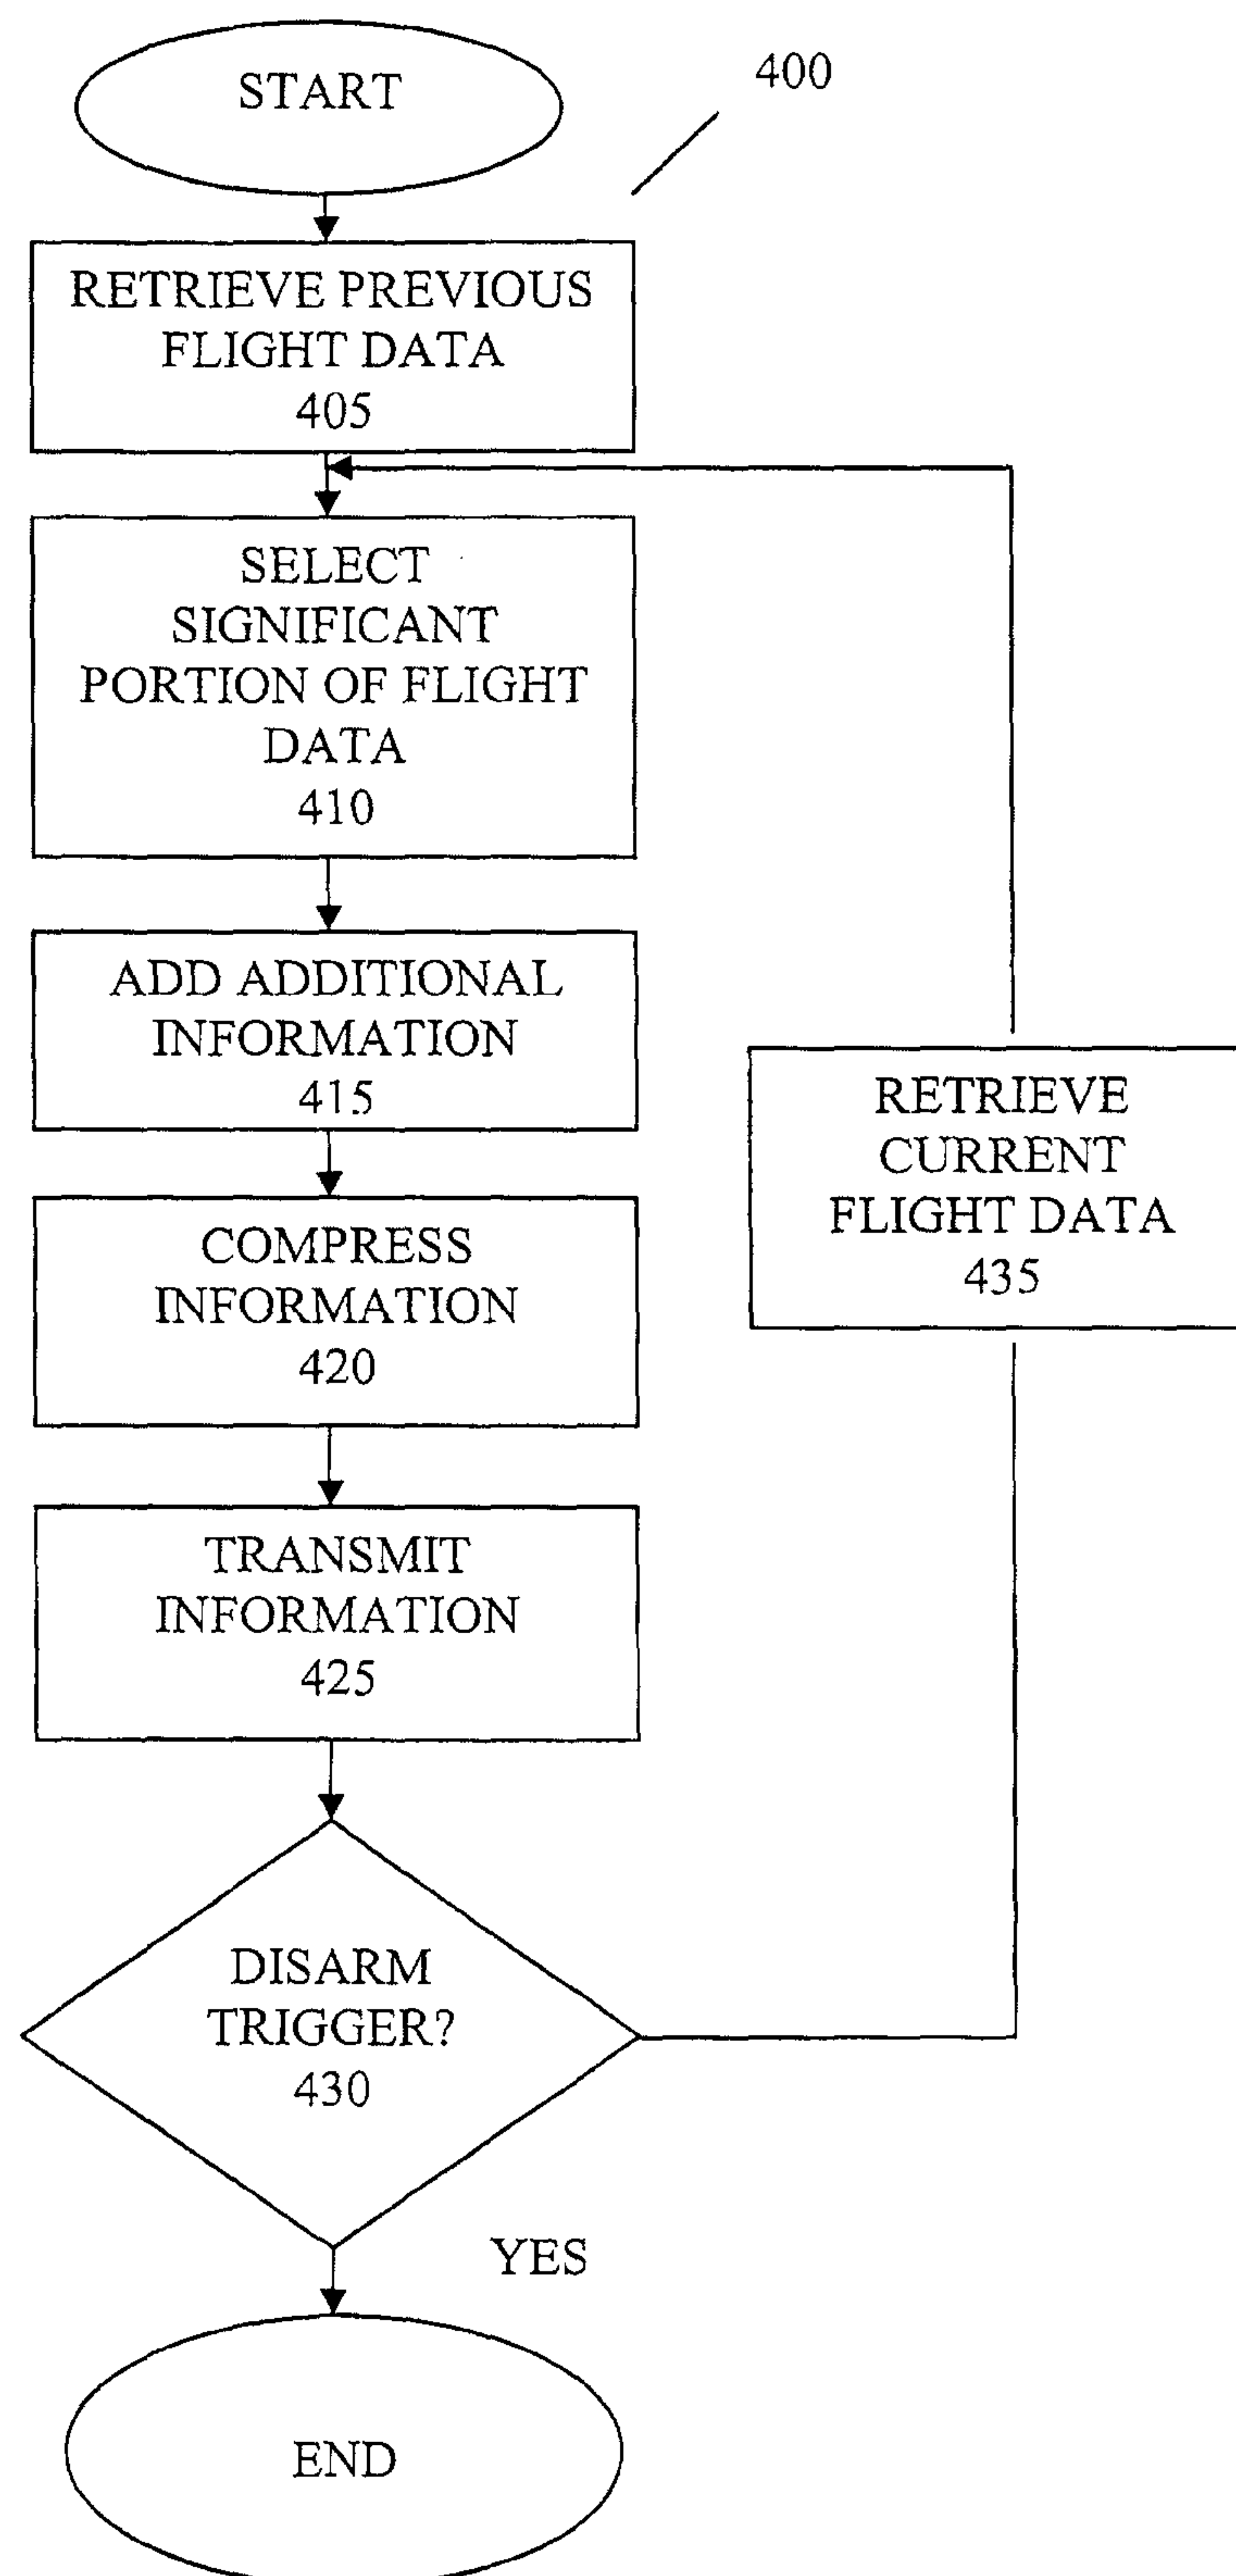 START
400
RETRIEVE PREVIOUS
FLIGHT DATA
405
SELECT
SIGNIFICANT
PORTION OF FLIGHT
DATA
410
ADD ADDITIONAL
INFORMATION
415
COMPRESS
INFORMATION
420
RETRIEVE
CURRENT
FLIGHT DATA
435
TRANSMIT
INFORMATION
425
DISARM
TRIGGER?
430
YES
END